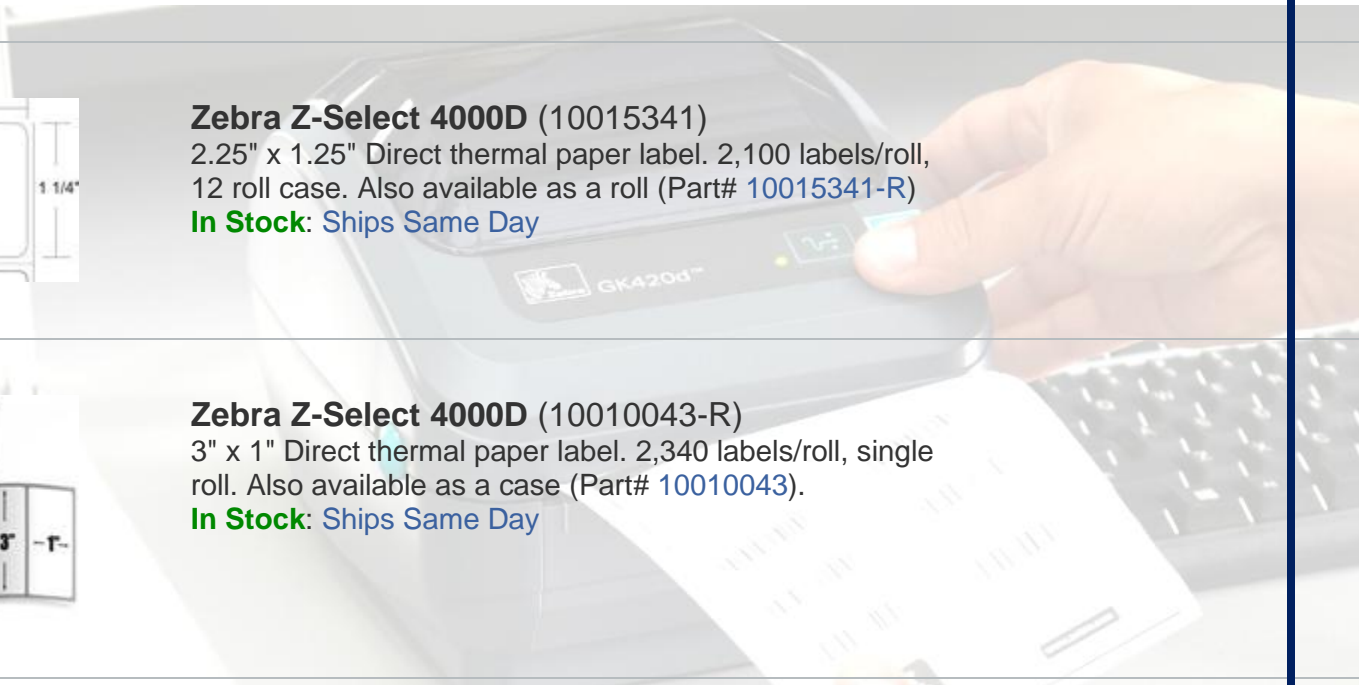 1 1/4"
Zebra Z-Select 4000D (10015341)
2.25" x 1.25" Direct thermal paper label. 2,100 labels/roll,
12 roll case. Also available as a roll (Part# 10015341-R)
In Stock: Ships Same Day
Zebra GK420d™
Zebra Z-Select 4000D (10010043-R)
3" x 1" Direct thermal paper label. 2,340 labels/roll, single
roll. Also available as a case (Part# 10010043).
In Stock: Ships Same Day
3" -1"-